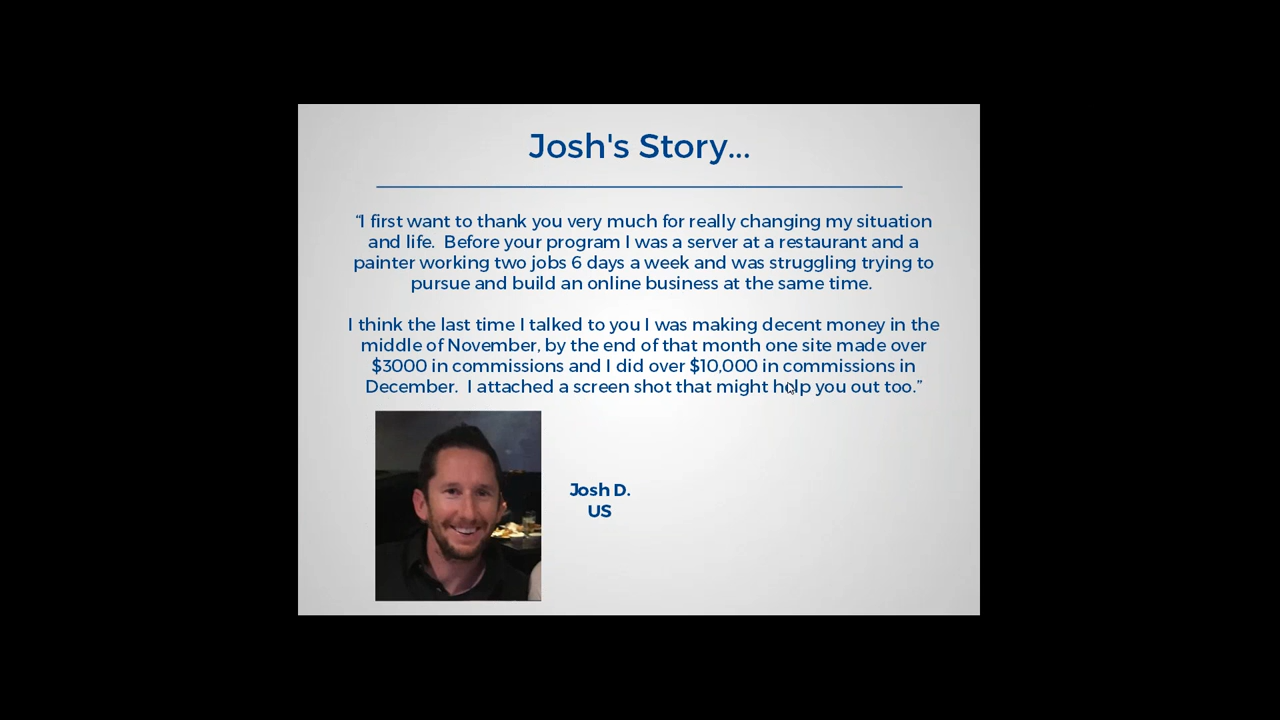 Josh's Story...
“I first want to thank you very much for really changing my situation
and life.  Before your program I was a server at a restaurant and a
painter working two jobs 6 days a week and was struggling trying to
pursue and build an online business at the same time.
I think the last time I talked to you I was making decent money in the
middle of November, by the end of that month one site made over
$3000 in commissions and I did over $10,000 in commissions in
December.  I attached a screen shot that might help you out too.”
Josh D.
US